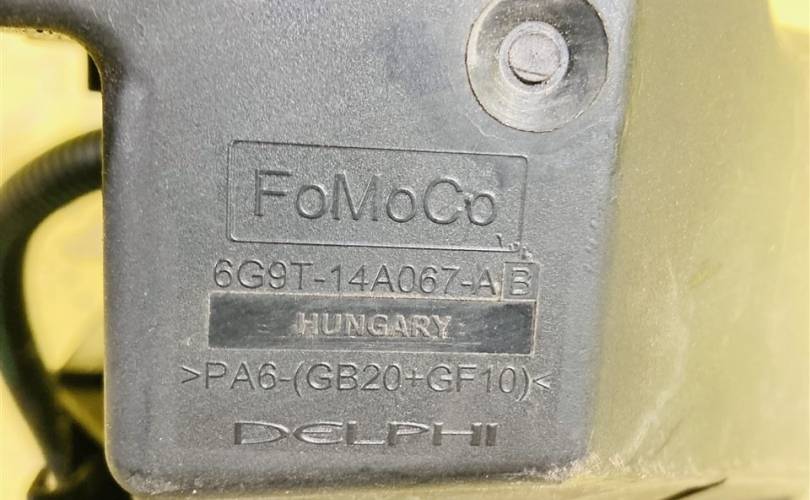 FoMoCo
6G9T-14A067-AB
HUNGARY
>PA6-(GB20+GF10)<
DELPHI